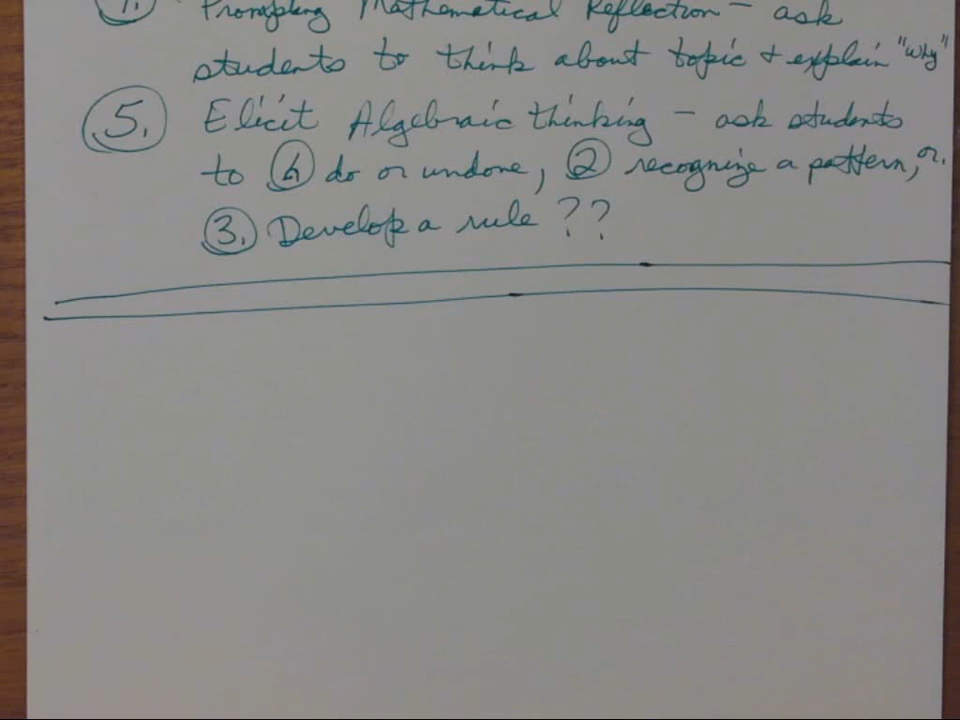 Prompting Mathematical Reflection - ask
students to think about topic + explain "why"
5. Elicit Algebraic thinking - ask students
to do or undone, 2 recognize a pattern, or
3. Develop a rule ??